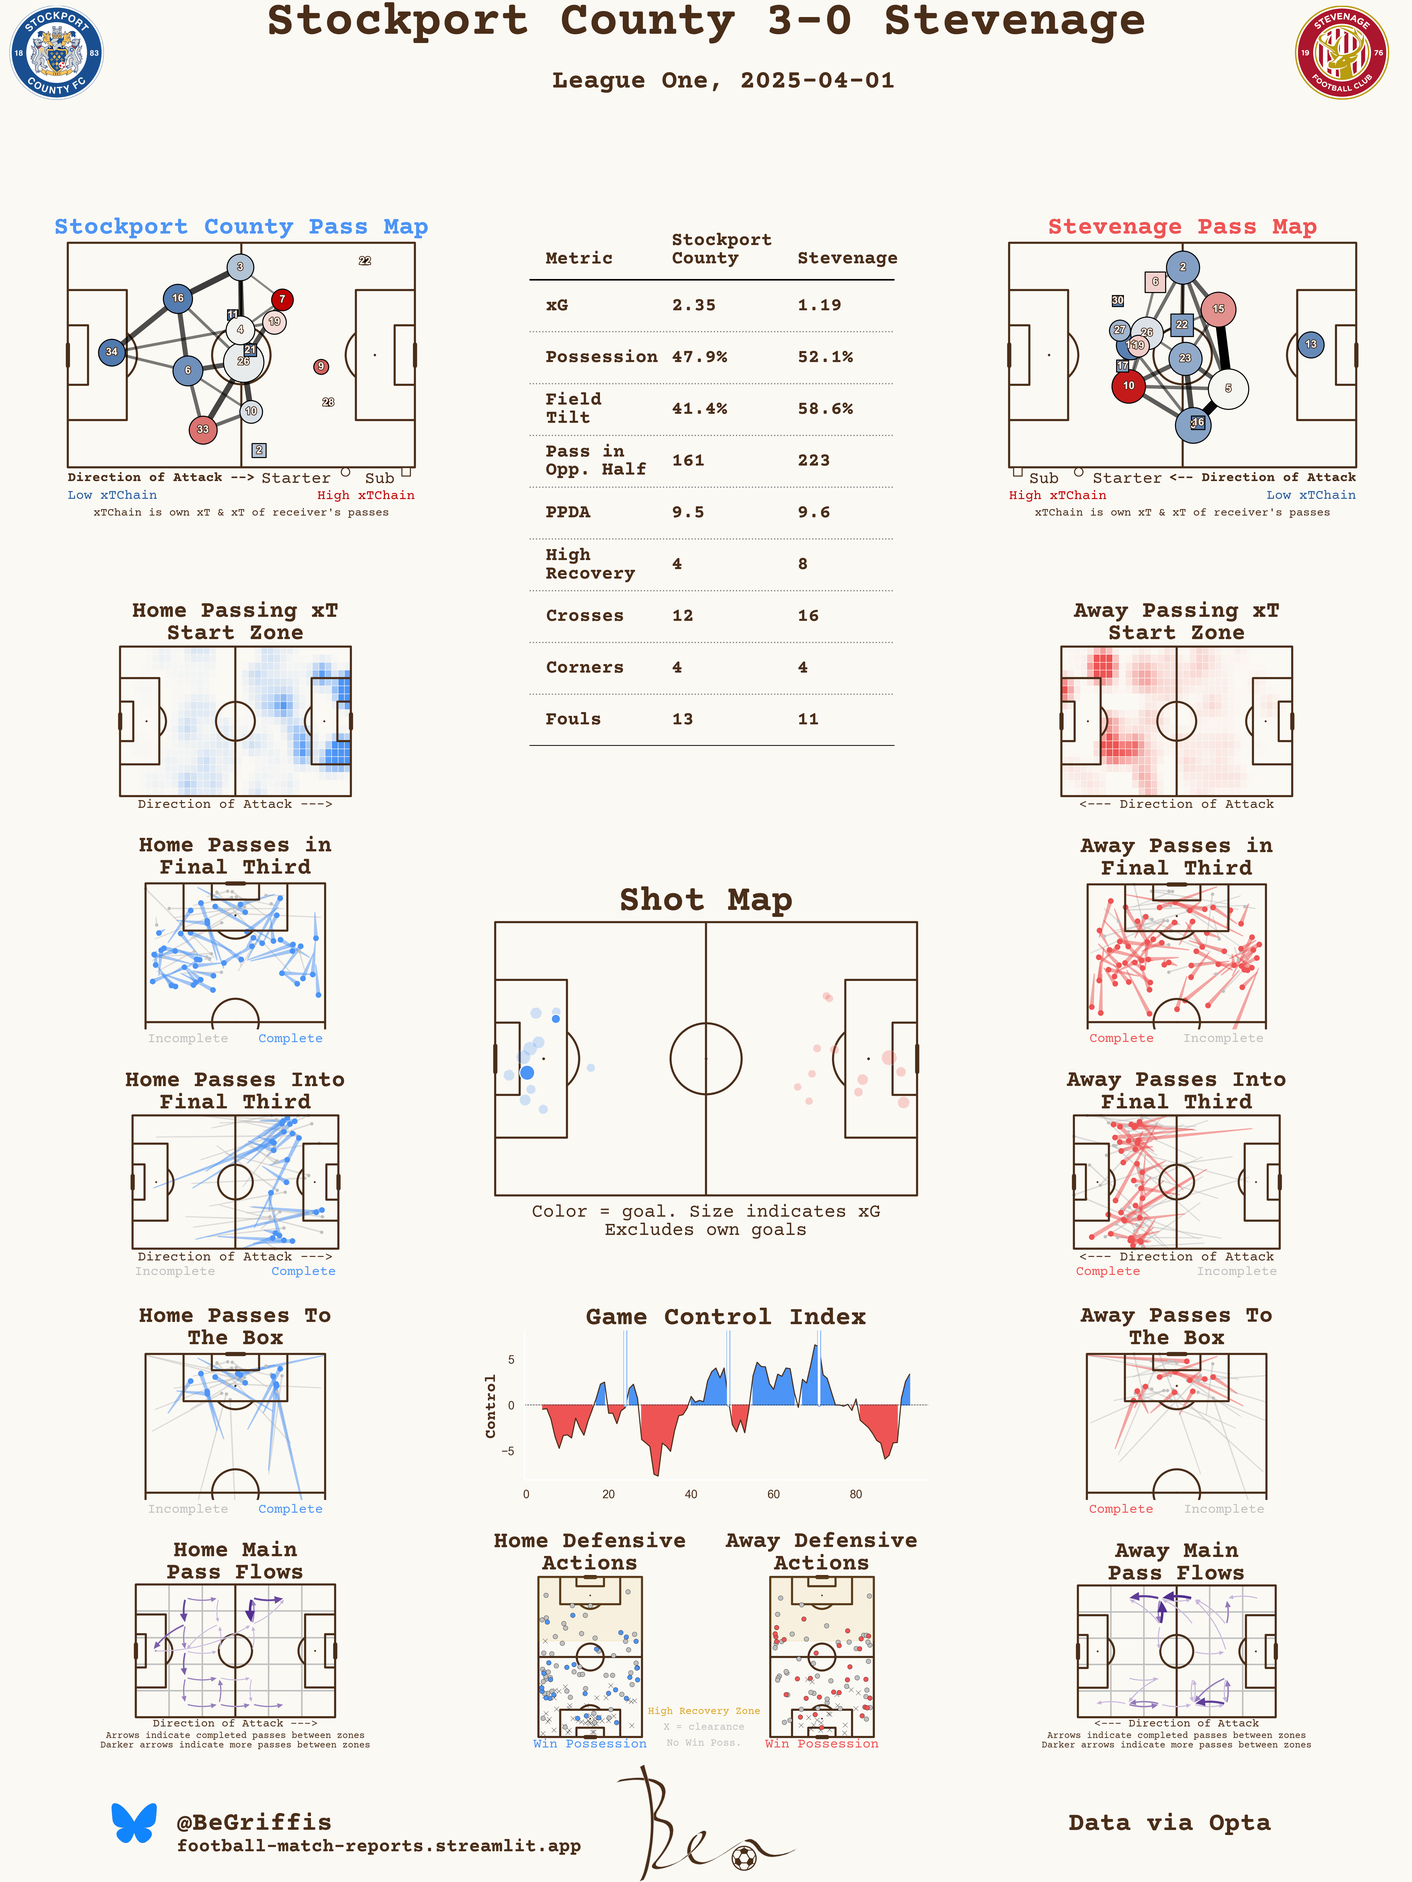 Stockport County 3-0 Stevenage
League One, 2025-04-01
STOCKPORT
18 83
COUNTY FC
STEVENAGE
19 76
FOOTBALL CLUB
Stockport County Pass Map
3
22
16
7
11
4
19
34
21
26
6
9
28
10
33
2
Direction of Attack --> Starter Sub
Low xTChain High xTChain
xTChain is own xT & xT of receiver's passes
Metric Stockport County Stevenage
xG 2.35 1.19
Possession 47.9% 52.1%
Field Tilt 41.4% 58.6%
Pass in Opp. Half 161 223
PPDA 9.5 9.6
High Recovery 4 8
Crosses 12 16
Corners 4 4
Fouls 13 11
Stevenage Pass Map
2
6
30
15
27
26
22
19
13
23
17
10
5
16
Sub Starter <-- Direction of Attack
High xTChain Low xTChain
xTChain is own xT & xT of receiver's passes
Home Passing xT
Start Zone
Direction of Attack --->
Away Passing xT
Start Zone
<--- Direction of Attack
Home Passes in
Final Third
Incomplete Complete
Away Passes in
Final Third
Complete Incomplete
Shot Map
Color = goal. Size indicates xG
Excludes own goals
Home Passes Into
Final Third
Direction of Attack --->
Incomplete Complete
Away Passes Into
Final Third
<--- Direction of Attack
Complete Incomplete
Home Passes To
The Box
Incomplete Complete
Game Control Index
Control
5
0
−5
0 20 40 60 80
Away Passes To
The Box
Complete Incomplete
Home Main
Pass Flows
Direction of Attack --->
Arrows indicate completed passes between zones
Darker arrows indicate more passes between zones
Home Defensive
Actions
Win Possession
High Recovery Zone
X = clearance
No Win Poss.
Away Defensive
Actions
Win Possession
Away Main
Pass Flows
<--- Direction of Attack
Arrows indicate completed passes between zones
Darker arrows indicate more passes between zones
@BeGriffis
football-match-reports.streamlit.app
Ben
Data via Opta